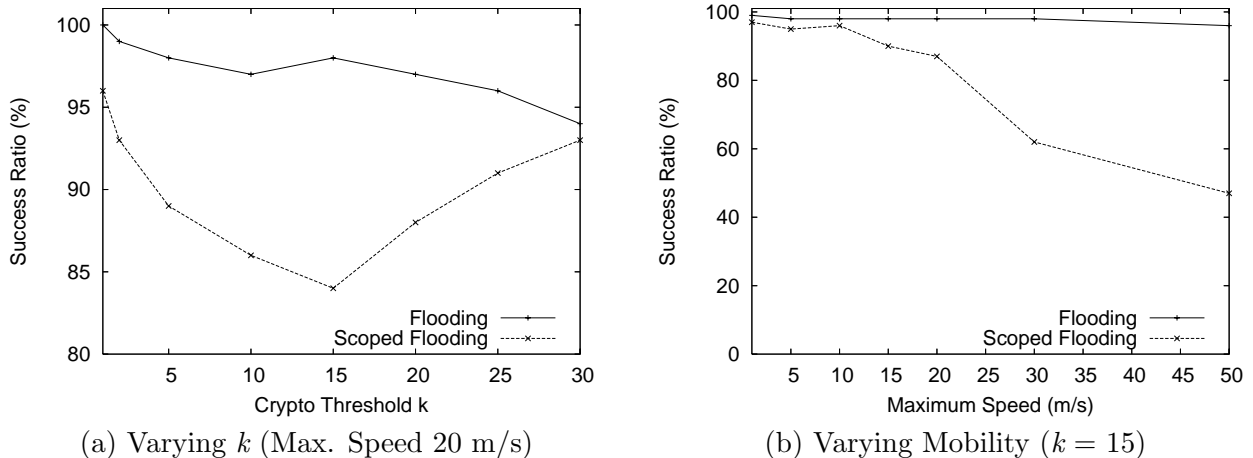 100
95
90
85
80
Success Ratio (%)
Flooding
Scoped Flooding
5 10 15 20 25 30
Crypto Threshold k
(a) Varying k (Max. Speed 20 m/s)
100
80
60
40
20
0
Success Ratio (%)
Flooding
Scoped Flooding
5 10 15 20 25 30 35 40 45 50
Maximum Speed (m/s)
(b) Varying Mobility (k = 15)